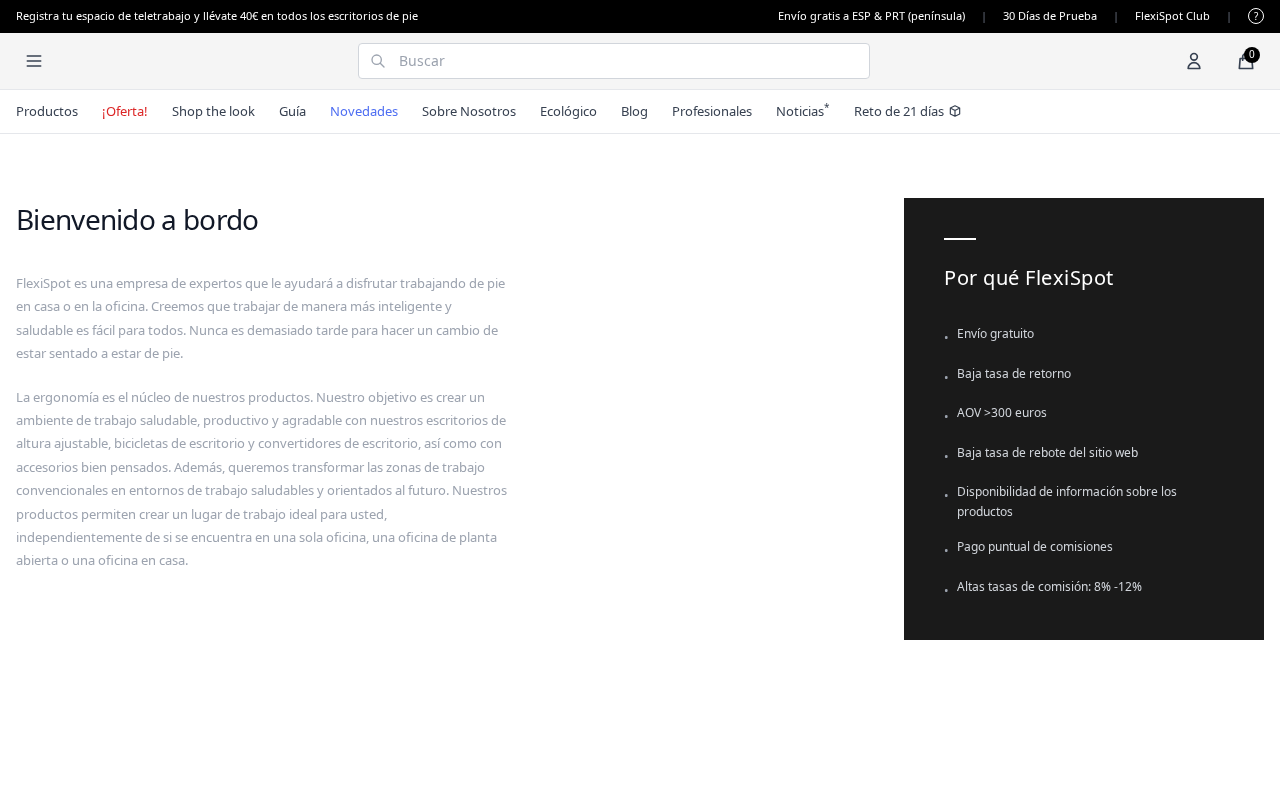 Registra tu espacio de teletrabajo y llévate 40€ en todos los escritorios de pie
Envío gratis a ESP & PRT (península) | 30 Días de Prueba | FlexiSpot Club | ?
Buscar
0
Productos ¡Oferta! Shop the look Guía Novedades Sobre Nosotros Ecológico Blog Profesionales Noticias* Reto de 21 días
Bienvenido a bordo
FlexiSpot es una empresa de expertos que le ayudará a disfrutar trabajando de pie
en casa o en la oficina. Creemos que trabajar de manera más inteligente y
saludable es fácil para todos. Nunca es demasiado tarde para hacer un cambio de
estar sentado a estar de pie.
La ergonomía es el núcleo de nuestros productos. Nuestro objetivo es crear un
ambiente de trabajo saludable, productivo y agradable con nuestros escritorios de
altura ajustable, bicicletas de escritorio y convertidores de escritorio, así como con
accesorios bien pensados. Además, queremos transformar las zonas de trabajo
convencionales en entornos de trabajo saludables y orientados al futuro. Nuestros
productos permiten crear un lugar de trabajo ideal para usted,
independientemente de si se encuentra en una sola oficina, una oficina de planta
abierta o una oficina en casa.
Por qué FlexiSpot
• Envío gratuito
• Baja tasa de retorno
• AOV >300 euros
• Baja tasa de rebote del sitio web
• Disponibilidad de información sobre los
productos
• Pago puntual de comisiones
• Altas tasas de comisión: 8% -12%